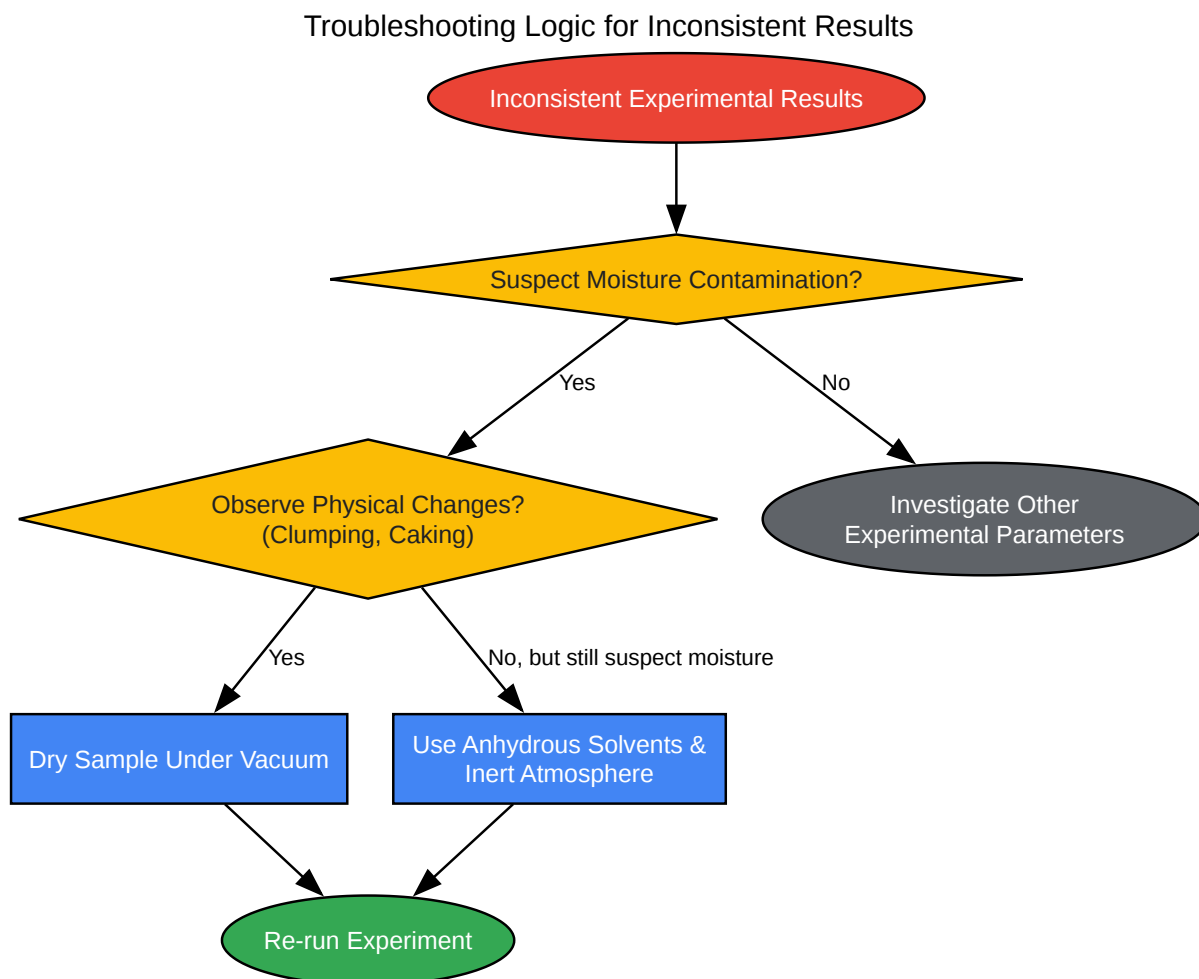 Troubleshooting Logic for Inconsistent Results
Inconsistent Experimental Results
Suspect Moisture Contamination?
Yes
No
Observe Physical Changes?
(Clumping, Caking)
Investigate Other
Experimental Parameters
Yes
No, but still suspect moisture
Dry Sample Under Vacuum
Use Anhydrous Solvents &
Inert Atmosphere
Re-run Experiment